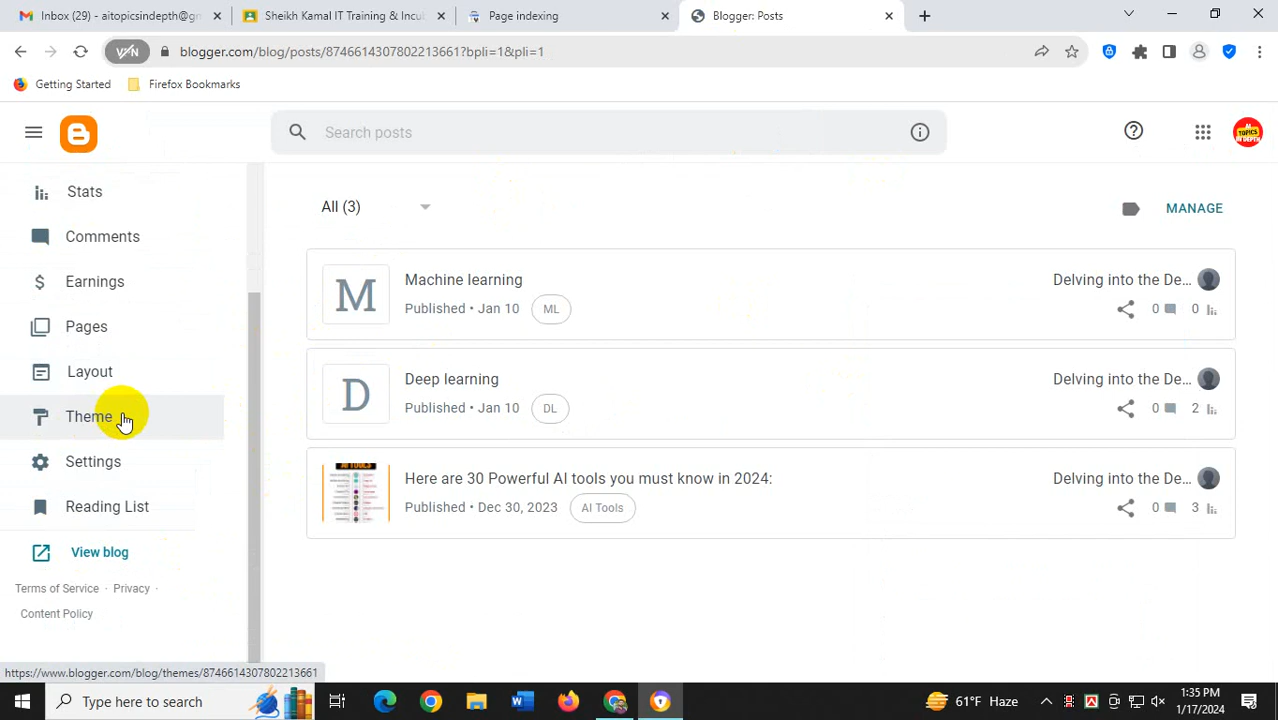 Inbox (29) - aitopicsindepth@gm
Sheikh Kamal IT Training & Incu
Page indexing
Blogger: Posts
VPN
blogger.com/blog/posts/8746614307802213661?bpli=1&pli=1
Getting Started
Firefox Bookmarks
Search posts
Stats
Comments
Earnings
Pages
Layout
Theme
Settings
Reading List
View blog
Terms of Service · Privacy ·
Content Policy
All (3)
MANAGE
M
Machine learning
Published • Jan 10 ML
Delving into the De...
0 0
D
Deep learning
Published • Jan 10 DL
Delving into the De...
0 2
AI TOOLS
Here are 30 Powerful AI tools you must know in 2024:
Published • Dec 30, 2023 AI Tools
Delving into the De...
0 3
https://www.blogger.com/blog/themes/8746614307802213661
Type here to search
61°F Haze
1:35 PM
1/17/2024